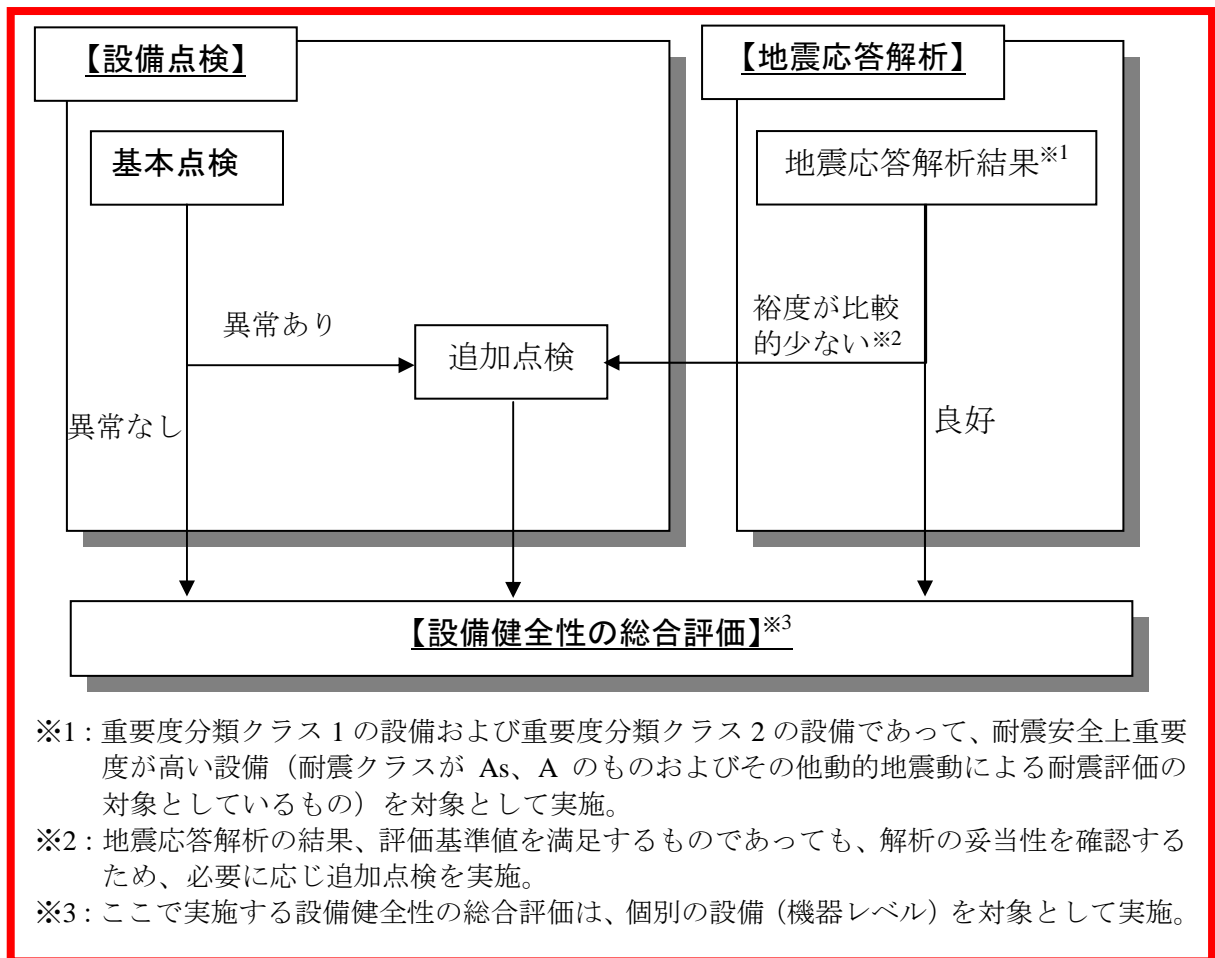 【設備点検】
【地震応答解析】
基本点検
地震応答解析結果※1
異常あり
追加点検
裕度が比較
的少ない※2
異常なし
良好
【設備健全性の総合評価】※3
※1：重要度分類クラス 1 の設備および重要度分類クラス 2 の設備であって、耐震安全上重要
度が高い設備（耐震クラスが As、A のものおよびその他動的地震動による耐震評価の
対象としているもの）を対象として実施。
※2：地震応答解析の結果、評価基準値を満足するものであっても、解析の妥当性を確認する
ため、必要に応じ追加点検を実施。
※3：ここで実施する設備健全性の総合評価は、個別の設備（機器レベル）を対象として実施。